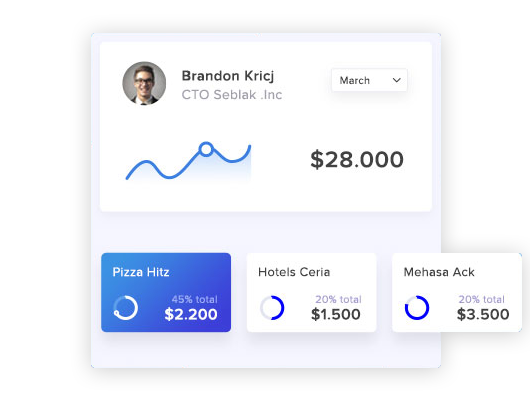 Brandon Kricj
CTO Seblak .Inc
March
$28.000
Pizza Hitz
45% total
$2.200
Hotels Ceria
20% total
$1.500
Mehasa Ack
20% total
$3.500